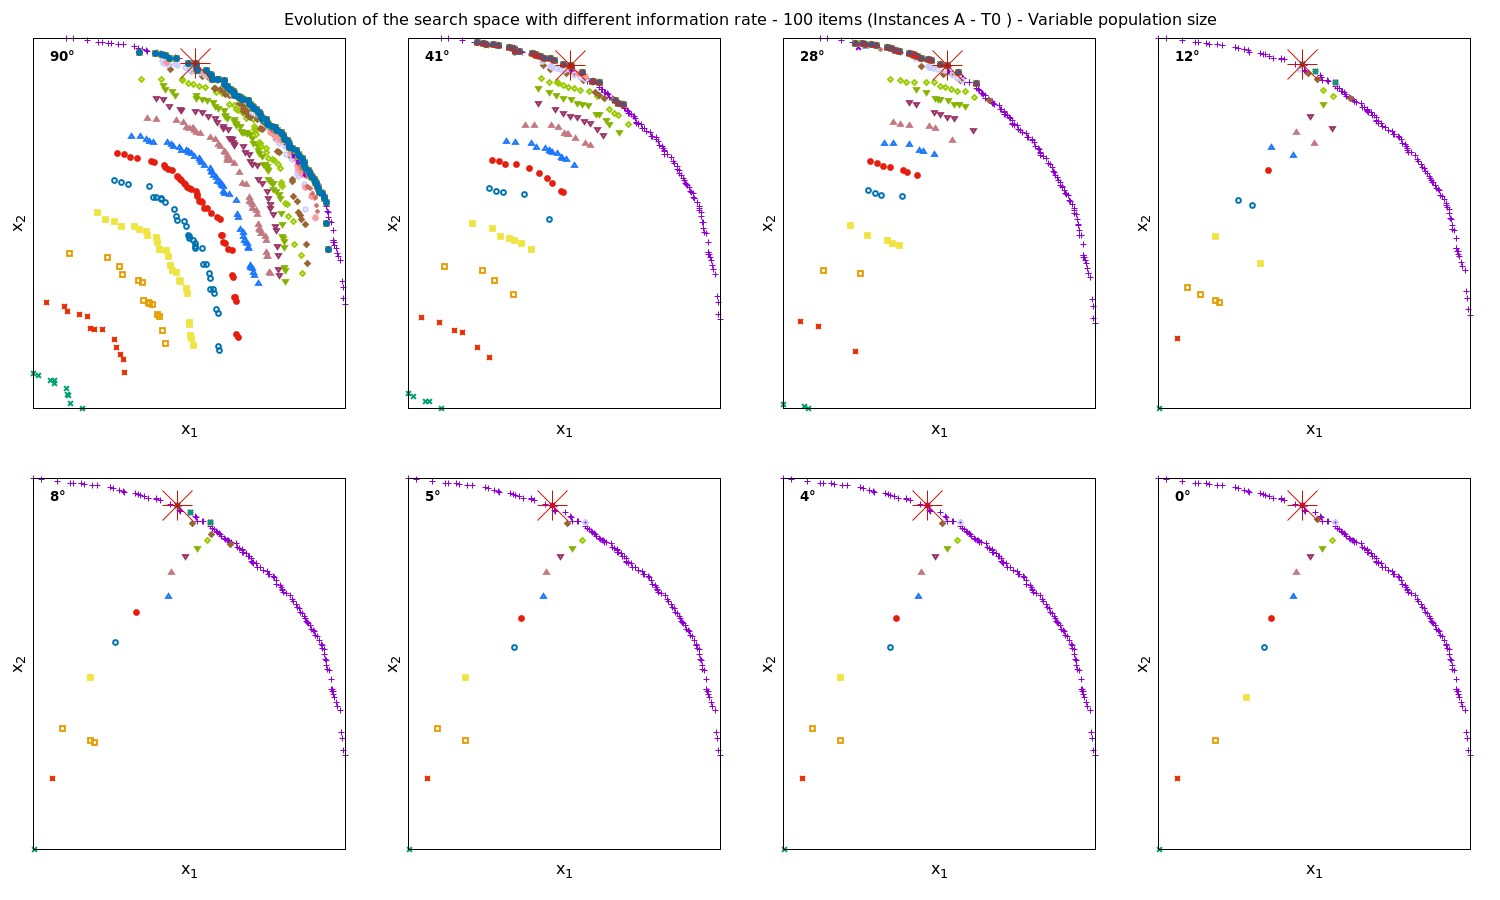 Evolution of the search space with different information rate - 100 items (Instances A - T0 ) - Variable population size
90°
41°
28°
12°
x₂
x₂
x₂
x₂
x₁
x₁
x₁
x₁
8°
5°
4°
0°
x₂
x₂
x₂
x₂
x₁
x₁
x₁
x₁